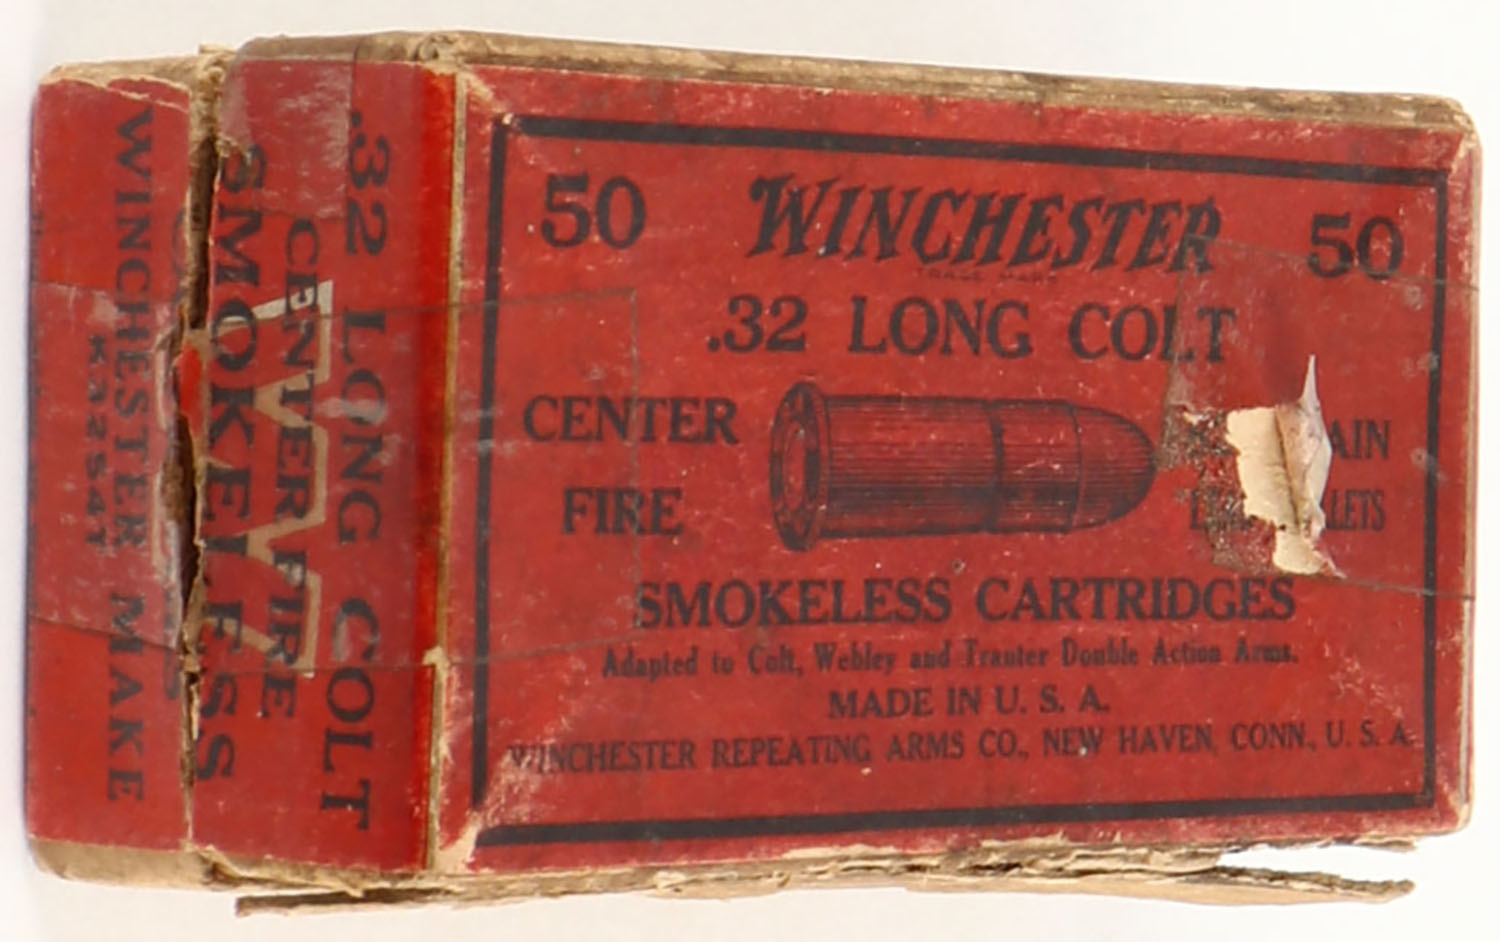 50 WINCHESTER 50
TRADE MARK
.32 LONG COLT
CENTER
FIRE
AIN
LETS
SMOKELESS CARTRIDGES
Adapted to Colt, Webley and Tranter Double Action Arms.
MADE IN U. S. A.
WINCHESTER REPEATING ARMS CO., NEW HAVEN, CONN., U. S. A.
.32 LONG COLT
CENTER FIRE
SMOKELESS
W
WINCHESTER MAKE